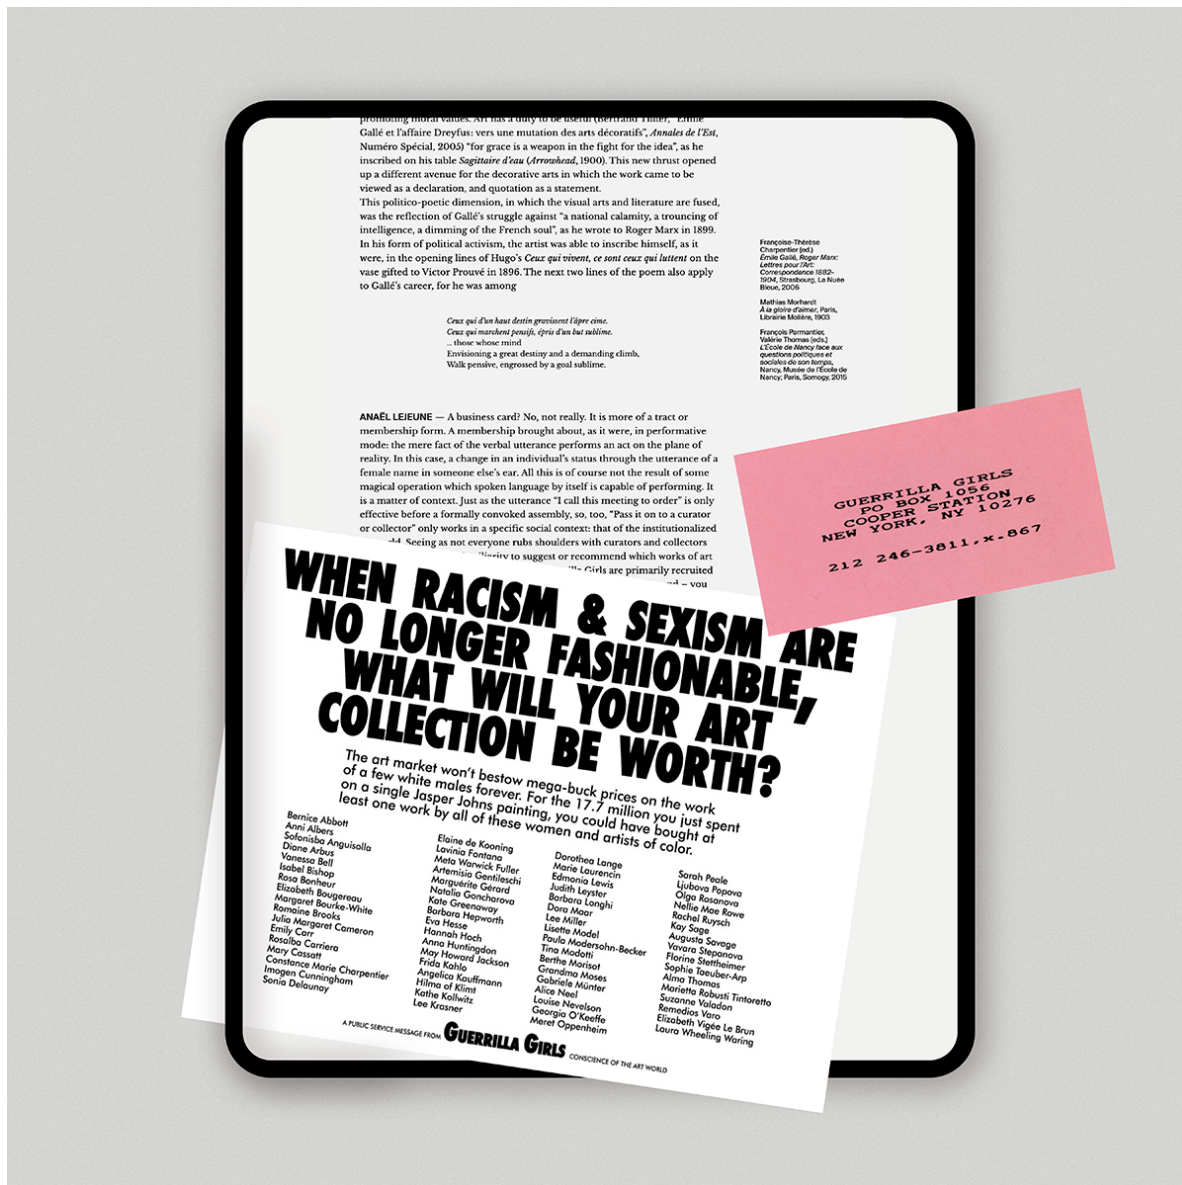 promoting moral values. Art has a duty to be useful (Bertrand Tillier, "Émile
Gallé et l'affaire Dreyfus: vers une mutation des arts décoratifs", Annales de l'Est,
Numéro Spécial, 2005) "for grace is a weapon in the fight for the idea", as he
inscribed on his table Sagittaire d'eau (Arrowhead, 1900). This new thrust opened
up a different avenue for the decorative arts in which the work came to be
viewed as a declaration, and quotation as a statement.
This politico-poetic dimension, in which the visual arts and literature are fused,
was the reflection of Gallé's struggle against "a national calamity, a trouncing of
intelligence, a dimming of the French soul", as he wrote to Roger Marx in 1899.
In his form of political activism, the artist was able to inscribe himself, as it
were, in the opening lines of Hugo's Ceux qui vivent, ce sont ceux qui luttent on the
vase gifted to Victor Prouvé in 1896. The next two lines of the poem also apply
to Gallé's career, for he was among
Ceux qui d'un haut destin gravissent l'âpre cime.
Ceux qui marchent pensifs, épris d'un but sublime.
... those whose mind
Envisioning a great destiny and a demanding climb,
Walk pensive, engrossed by a goal sublime.
Françoise-Thérèse
Charpentier (ed.)
Émile Gallé, Roger Marx:
Lettres pour l'Art:
Correspondance 1882-
1904, Strasbourg, La Nuée
Bleue, 2006
Mathias Morhardt
À la gloire d'aimer, Paris,
Librairie Molière, 1903
François Parmantier,
Valérie Thomas (eds.)
L'École de Nancy face aux
questions politiques et
sociales de son temps,
Nancy, Musée de l'École de
Nancy; Paris, Somogy, 2015
ANAËL LEJEUNE — A business card? No, not really. It is more of a tract or
membership form. A membership brought about, as it were, in performative
mode: the mere fact of the verbal utterance performs an act on the plane of
reality. In this case, a change in an individual's status through the utterance of a
female name in someone else's ear. All this is of course not the result of some
magical operation which spoken language by itself is capable of performing. It
is a matter of context. Just as the utterance "I call this meeting to order" is only
effective before a formally convoked assembly, so, too, "Pass it on to a curator
or collector" only works in a specific social context: that of the institutionalized
Seeing as not everyone rubs shoulders with curators and collectors
to suggest or recommend which works of art
Girls are primarily recruited
– you
GUERRILLA GIRLS
PO BOX 1056
COOPER STATION
NEW YORK, NY 10276
212 246-3811.x.867
WHEN RACISM & SEXISM ARE
NO LONGER FASHIONABLE,
WHAT WILL YOUR ART
COLLECTION BE WORTH?
The art market won't bestow mega-buck prices on the work
of a few white males forever. For the 17.7 million you just spent
on a single Jasper Johns painting, you could have bought at
least one work by all of these women and artists of color.
Bernice Abbott
Anni Albers
Sofonisba Anguisolla
Diane Arbus
Vanessa Bell
Isabel Bishop
Rosa Bonheur
Elizabeth Bougereau
Margaret Bourke-White
Romaine Brooks
Julia Margaret Cameron
Emily Carr
Rosalba Carriera
Mary Cassatt
Constance Marie Charpentier
Imogen Cunningham
Sonia Delaunay
Elaine de Kooning
Lavinia Fontana
Meta Warwick Fuller
Artemisia Gentileschi
Marguérite Gérard
Natalia Goncharova
Kate Greenaway
Barbara Hepworth
Eva Hesse
Hannah Hoch
Anna Huntingdon
May Howard Jackson
Frida Kahlo
Angelica Kauffmann
Hilma of Klimt
Kathe Kollwitz
Lee Krasner
Dorothea Lange
Marie Laurencin
Edmonia Lewis
Judith Leyster
Barbara Longhi
Dora Maar
Lee Miller
Lisette Model
Paula Modersohn-Becker
Tina Modotti
Berthe Morisot
Grandma Moses
Gabriele Münter
Alice Neel
Louise Nevelson
Georgia O'Keeffe
Meret Oppenheim
Sarah Peale
Ljubova Popova
Olga Rosanova
Nellie Mae Rowe
Rachel Ruysch
Kay Sage
Augusta Savage
Vavara Stepanova
Florine Stettheimer
Sophie Taeuber-Arp
Alma Thomas
Marietta Robusti Tintoretto
Suzanne Valadon
Remedios Varo
Elizabeth Vigée Le Brun
Laura Wheeling Waring
A PUBLIC SERVICE MESSAGE FROM GUERRILLA GIRLS CONSCIENCE OF THE ART WORLD